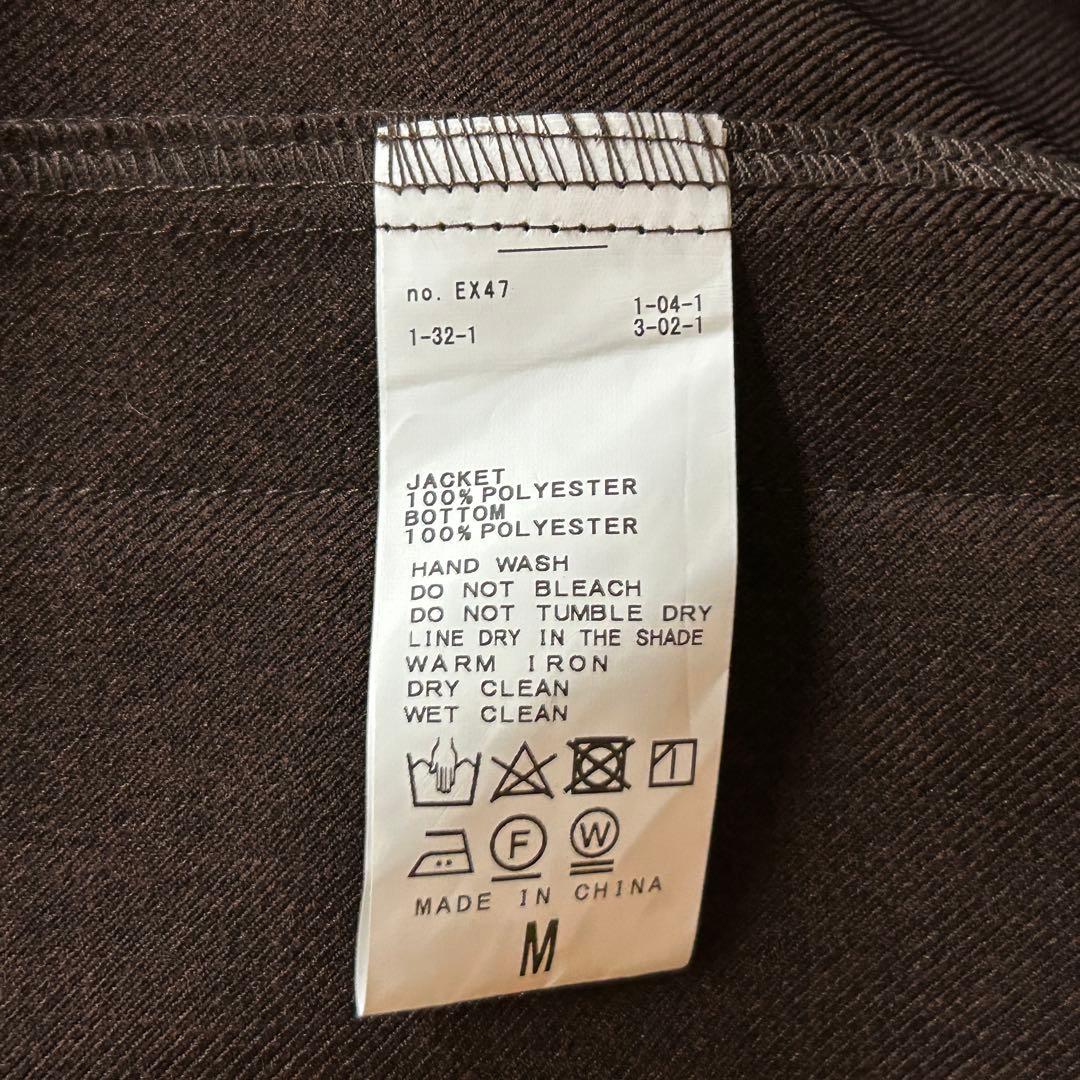 no. EX47
1-04-1
1-32-1
3-02-1
JACKET
100% POLYESTER
BOTTOM
100% POLYESTER
HAND WASH
DO NOT BLEACH
DO NOT TUMBLE DRY
LINE DRY IN THE SHADE
WARM IRON
DRY CLEAN
WET CLEAN
F W
MADE IN CHINA
M